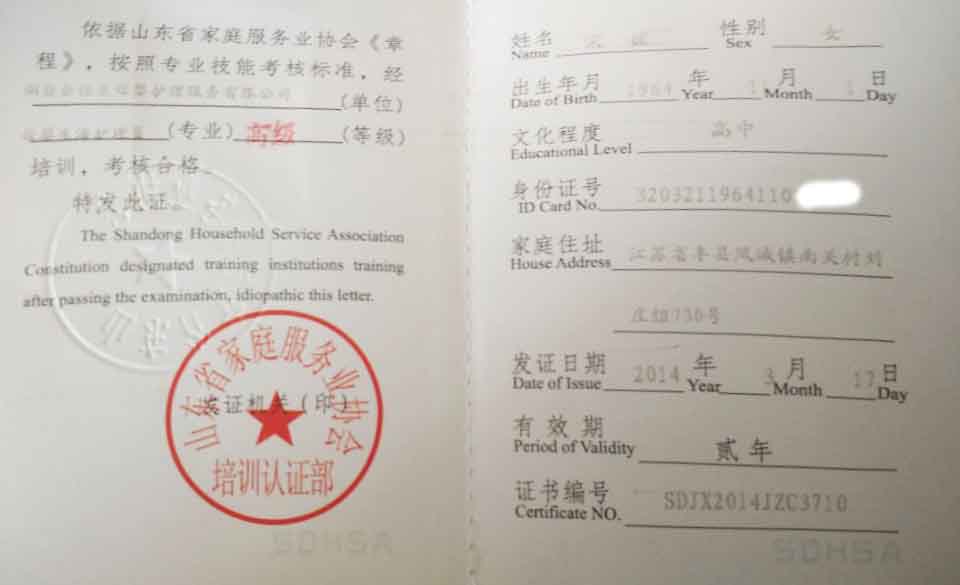 依据山东省家庭服务业协会《章
程》，按照专业技能考核标准，经
护理服务有限公司 (单位)
(专业) 高级 (等级)
培训，考核合格。
特发此证。
The Shandong Household Service Association
Constitution designated training institutions training
after passing the examination, idiopathic this letter.
发证机关（印）
山东省家庭服务业协会
培训认证部
SDHSA
姓名 性别 女
Name Sex
出生年月 1964 年 11 月 1 日
Date of Birth Year Month Day
文化程度 高中
Educational Level
身份证号 3203211964110
ID Card No.
家庭住址 江苏省丰县凤城镇南关村刘
House Address
庄组736号
发证日期 2014 年 3 月 17 日
Date of Issue Year Month Day
有效期 贰年
Period of Validity
证书编号 SDJX2014JZC3710
Certificate NO.
SDHSA